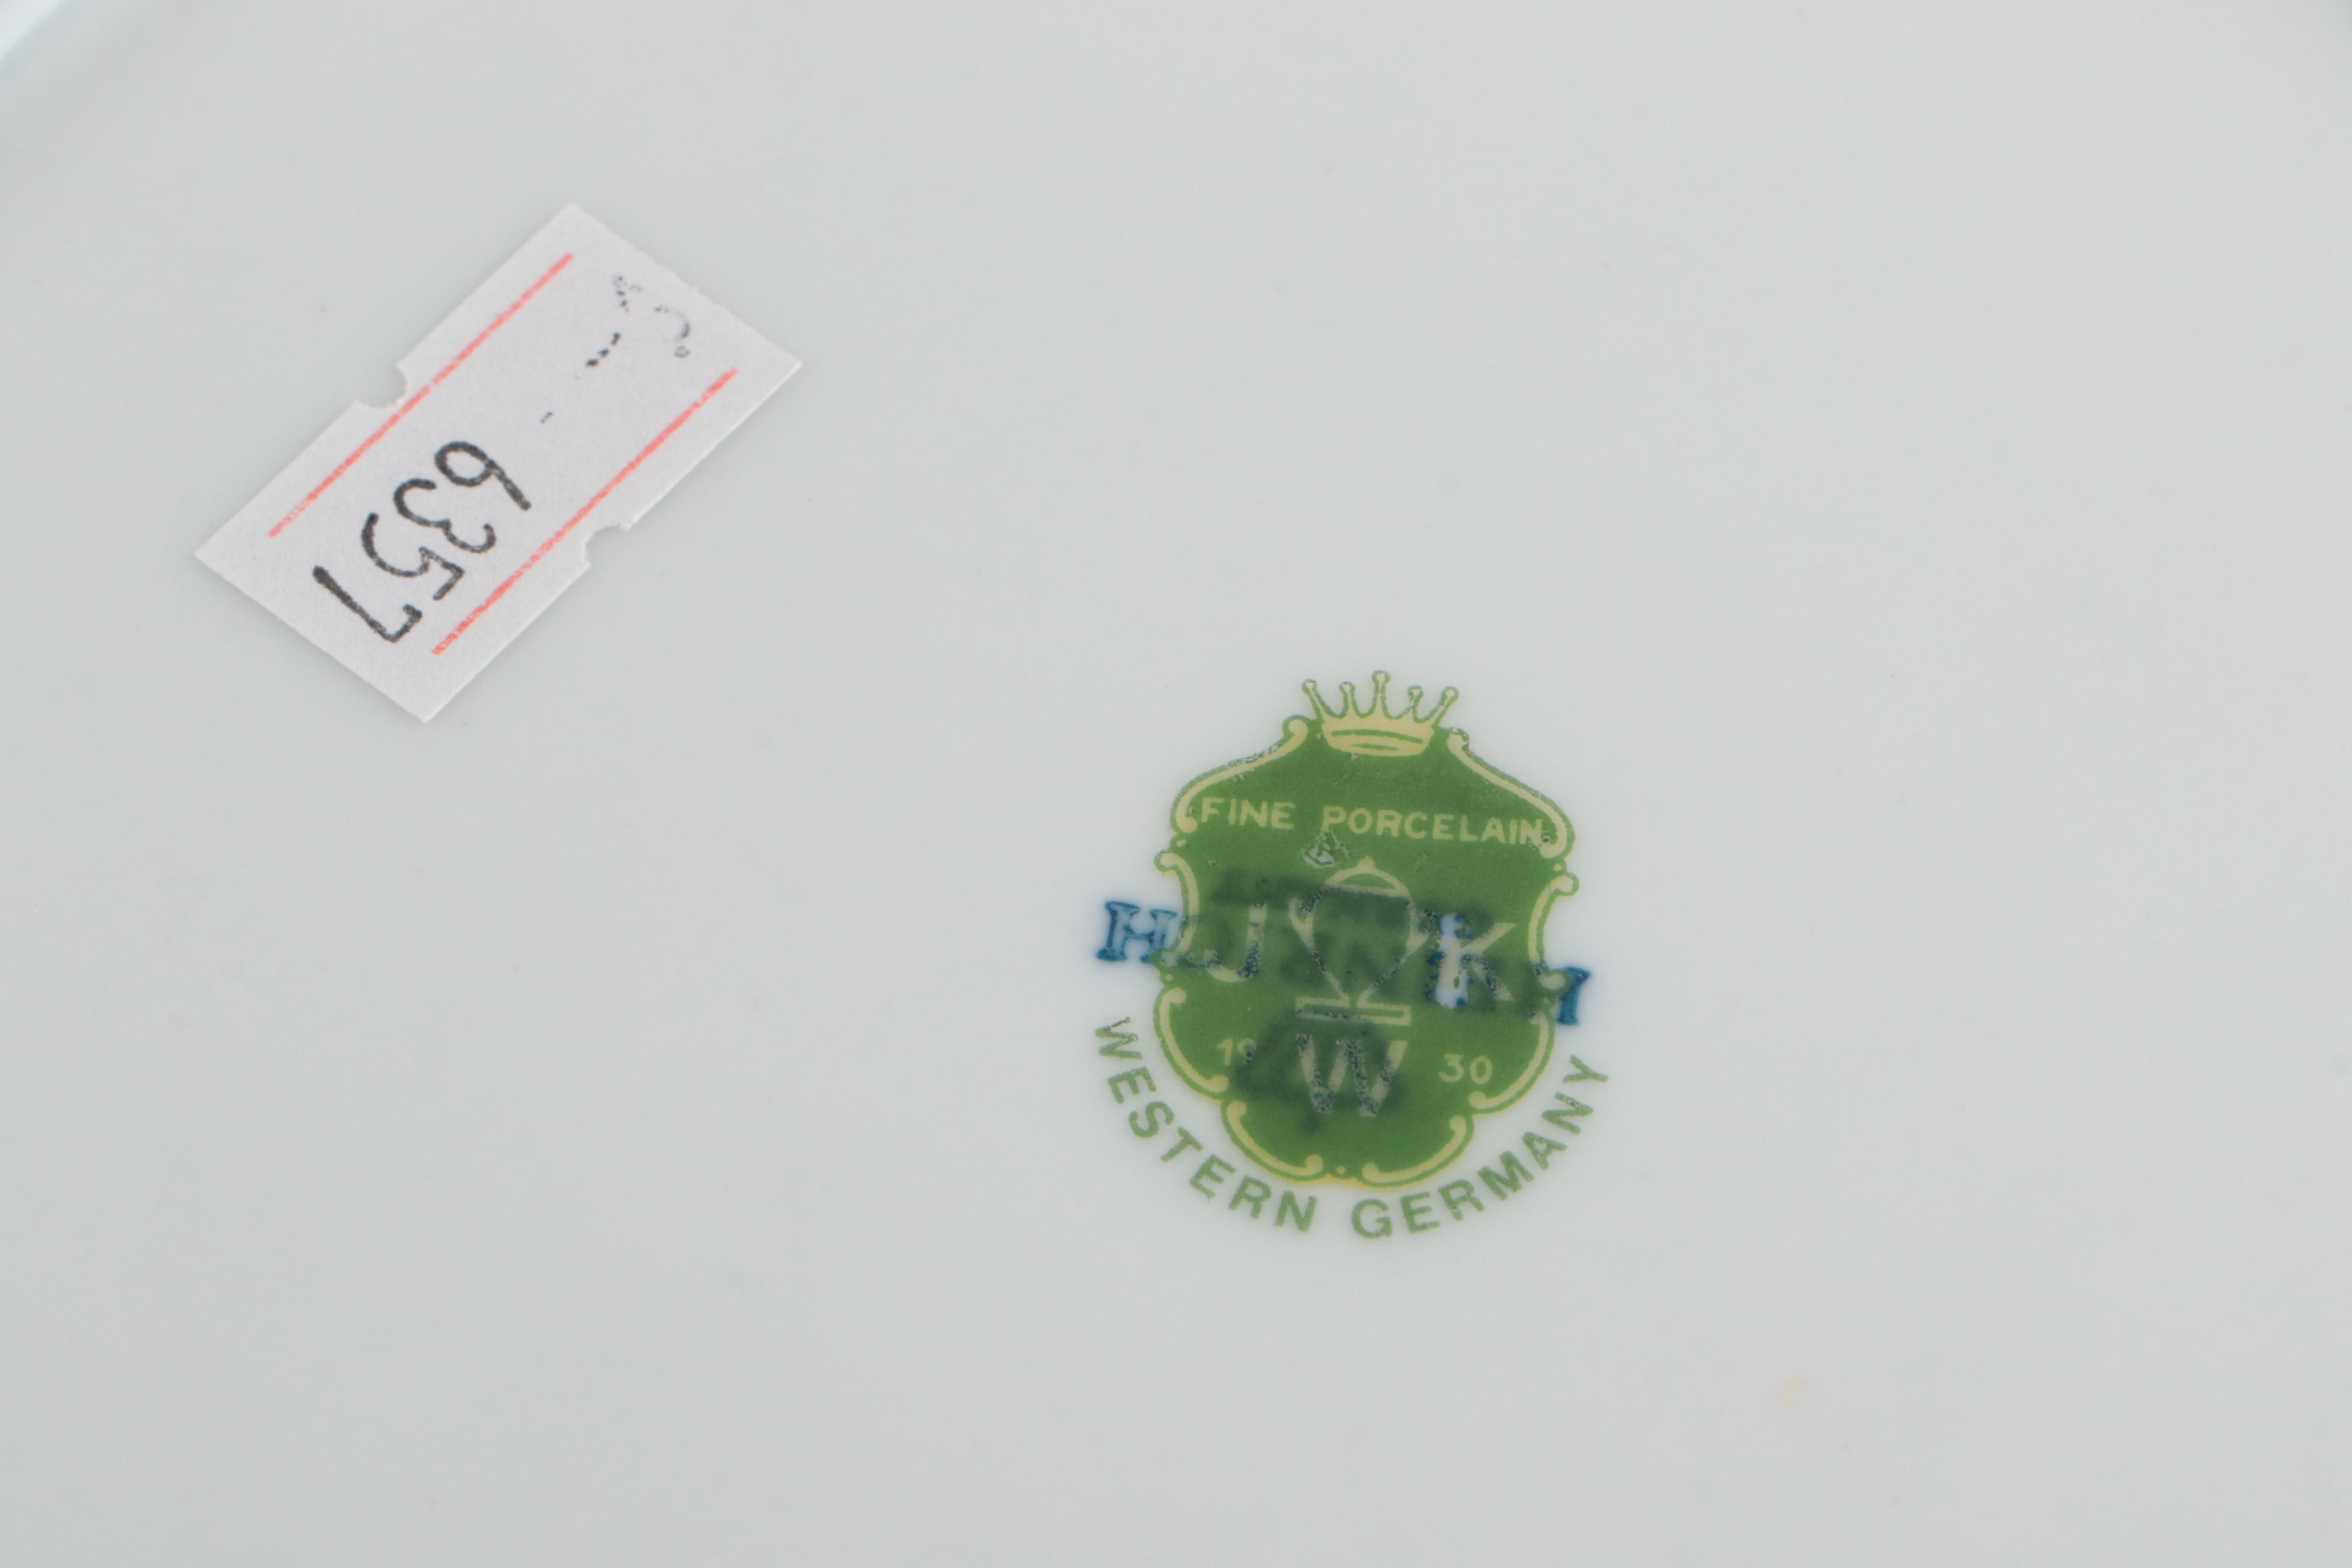 6357
FINE PORCELAIN
J K
19 W 30
WESTERN GERMANY